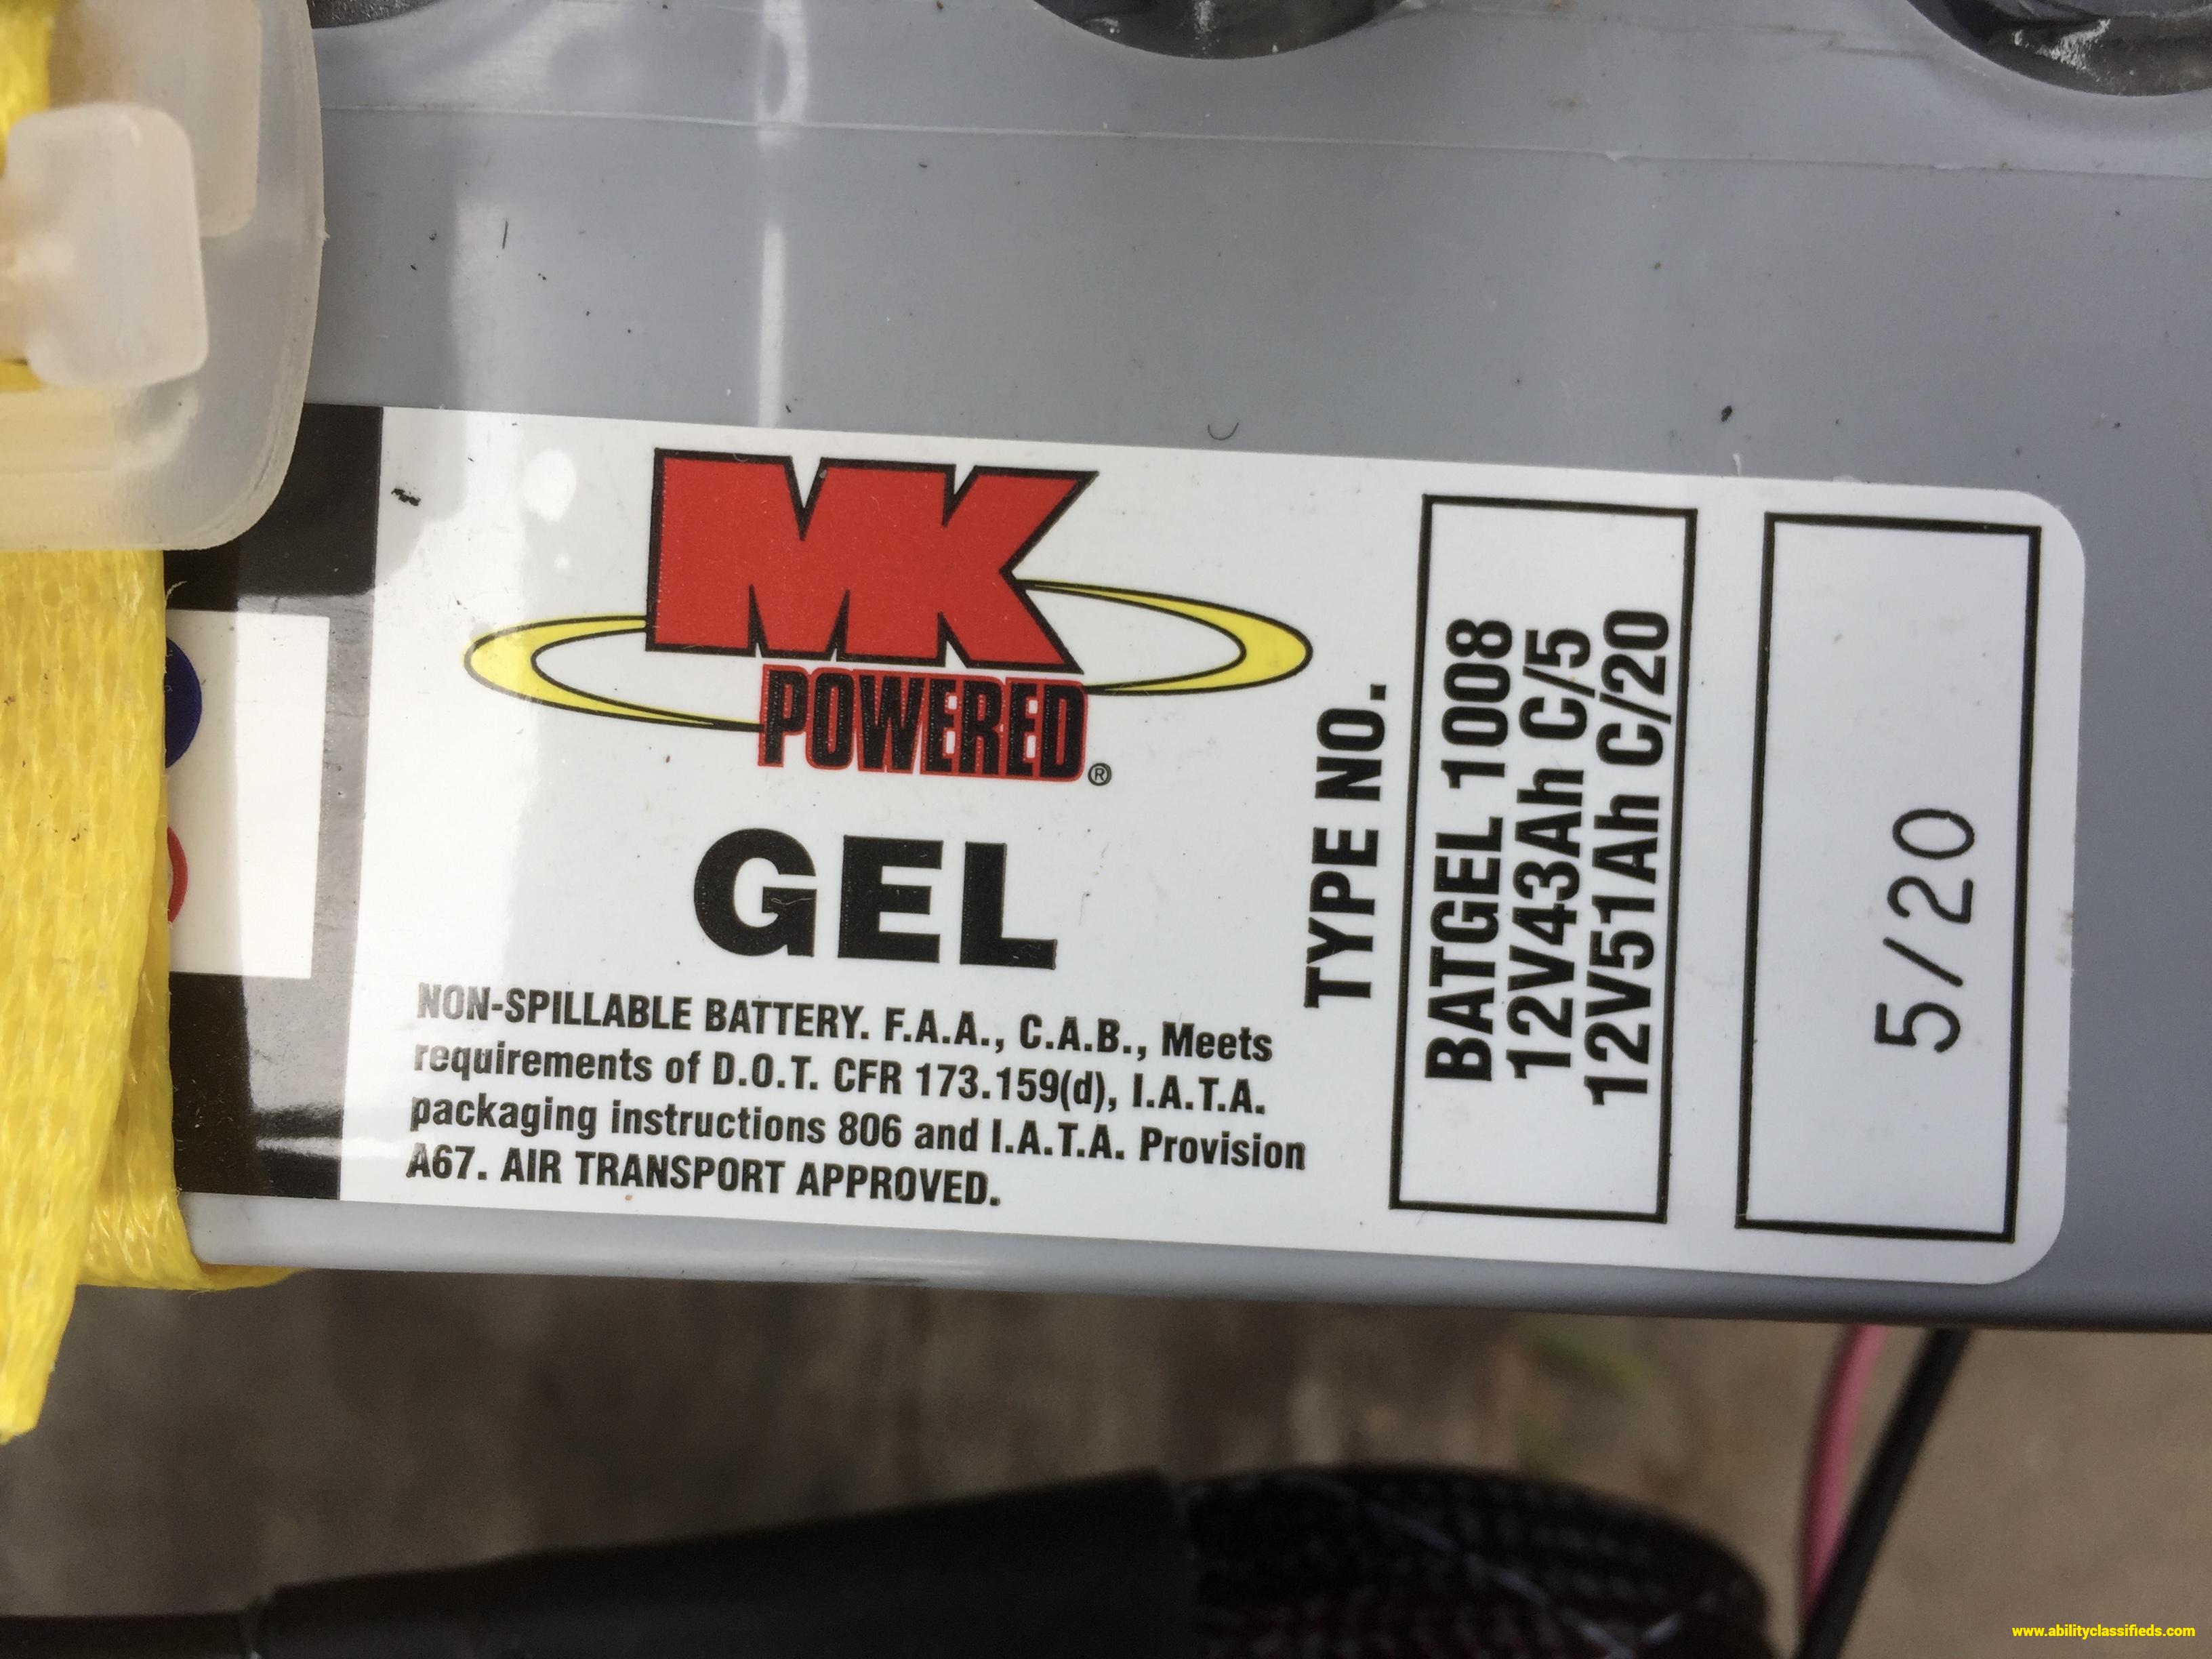 MK
POWERED®
GEL
NON-SPILLABLE BATTERY. F.A.A., C.A.B., Meets
requirements of D.O.T. CFR 173.159(d), I.A.T.A.
packaging instructions 806 and I.A.T.A. Provision
A67. AIR TRANSPORT APPROVED.
TYPE NO.
BATGEL 1008
12V43Ah C/5
12V51Ah C/20
5/20
www.abilityclassifieds.com